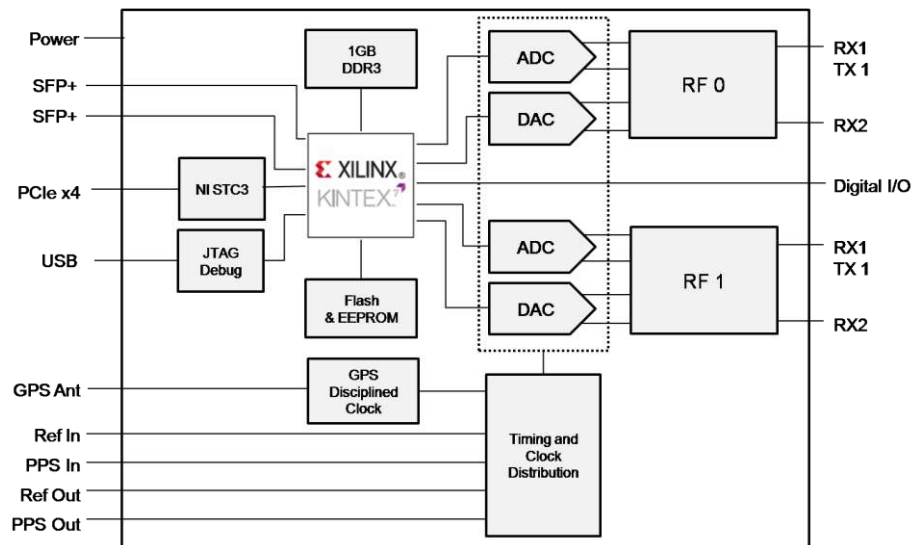 Power
SFP+
SFP+
PCIe x4
USB
GPS Ant
Ref In
PPS In
Ref Out
PPS Out
1GB
DDR3
XILINX®
KINTEX7
NI STC3
JTAG
Debug
Flash
& EEPROM
GPS
Disciplined
Clock
ADC
DAC
ADC
DAC
Timing and
Clock
Distribution
RF 0
RF 1
RX1
TX 1
RX2
Digital I/O
RX1
TX 1
RX2